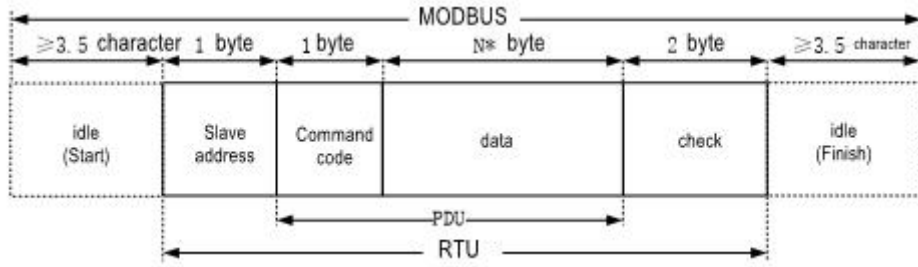 MODBUS
≥3.5 character 1 byte 1 byte N* byte 2 byte ≥3.5 character
idle
(Start)
Slave
address
Command
code
data
check
idle
(Finish)
PDU
RTU